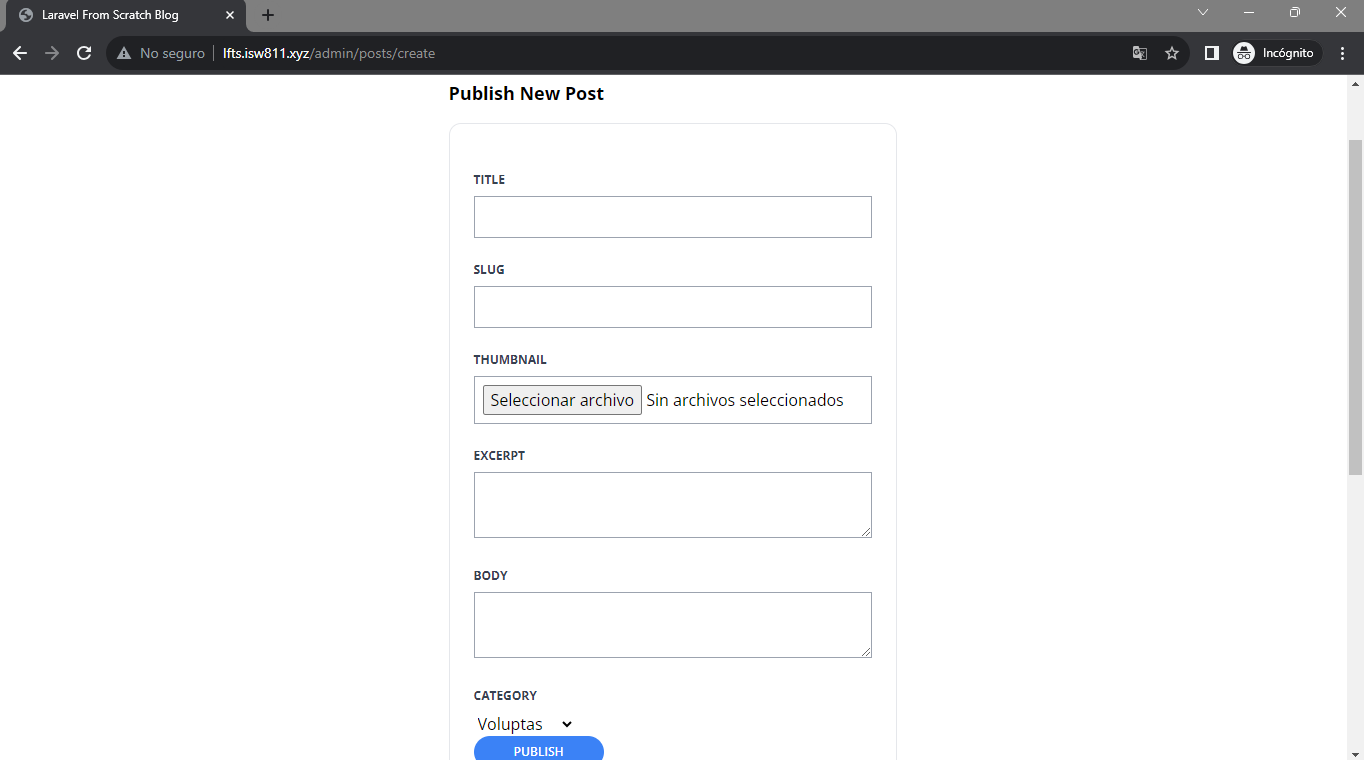 Laravel From Scratch Blog
No seguro
lfts.isw811.xyz/admin/posts/create
Incógnito
Publish New Post
TITLE
SLUG
THUMBNAIL
Seleccionar archivo Sin archivos seleccionados
EXCERPT
BODY
CATEGORY
Voluptas
PUBLISH